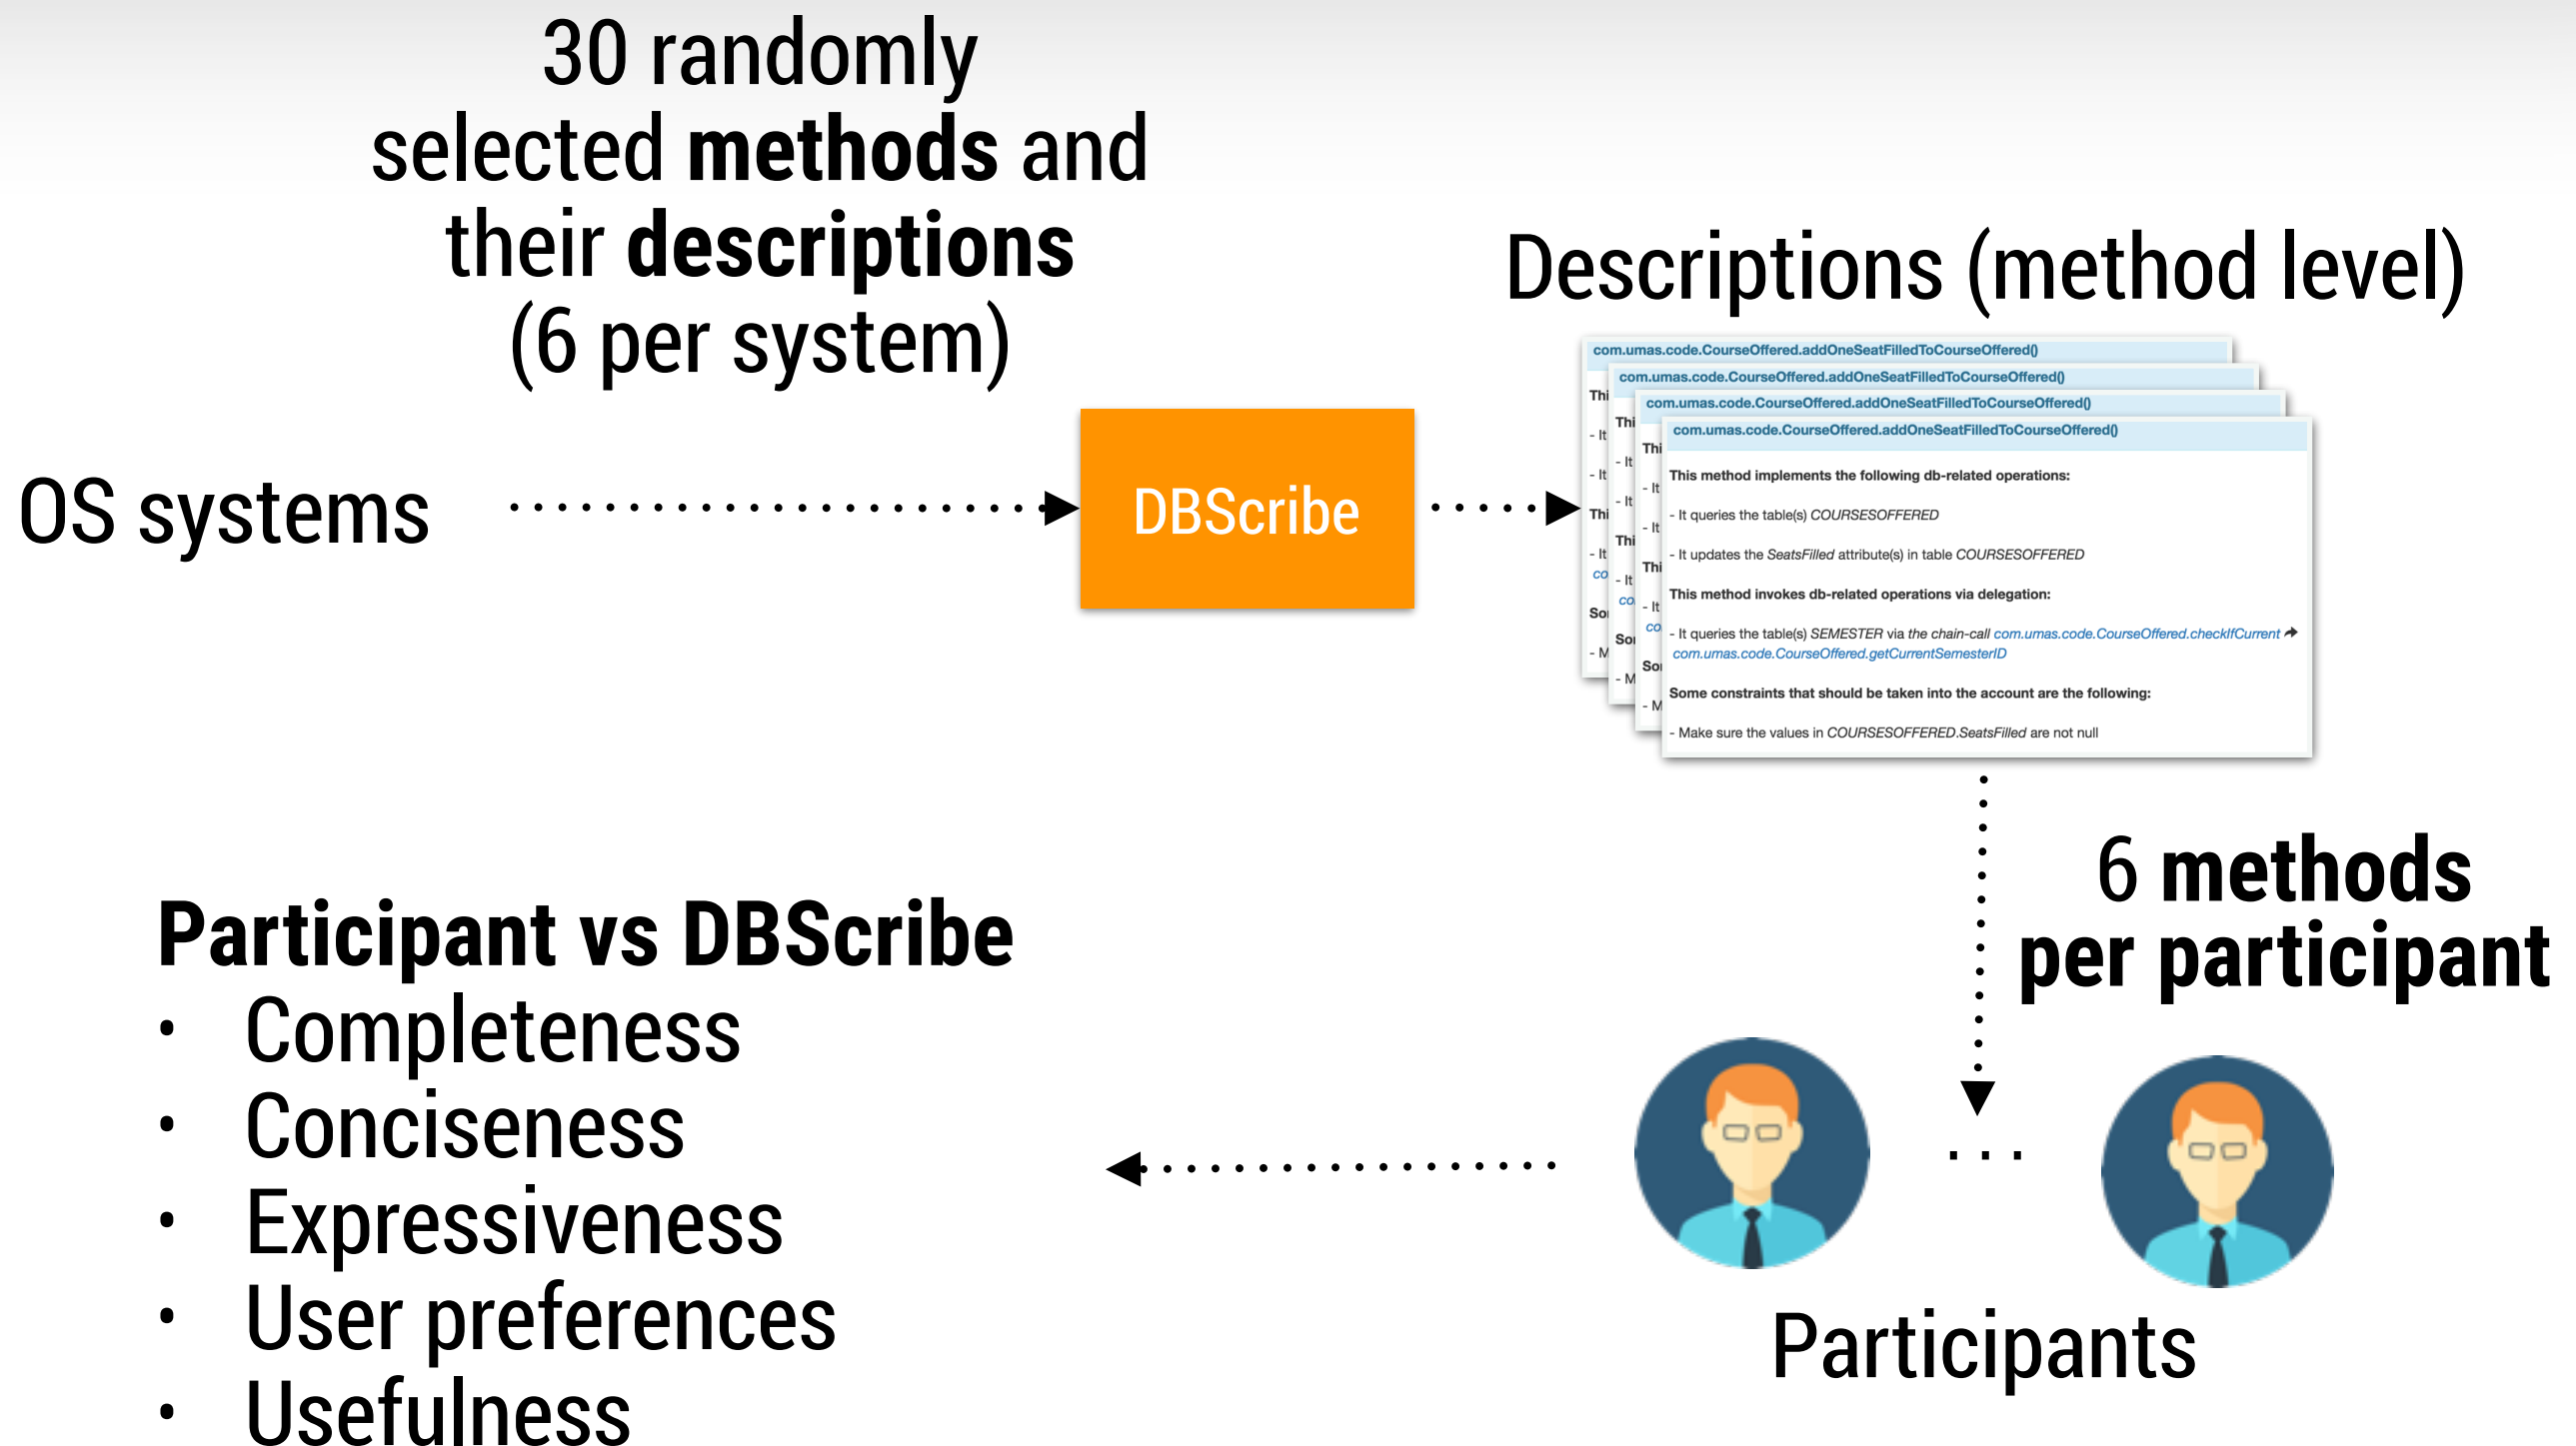 30 randomly
selected methods and
their descriptions
(6 per system)
OS systems
DBScribe
Descriptions (method level)
com.umas.code.CourseOffered.addOneSeatFilledToCourseOffered()
com.umas.code.CourseOffered.addOneSeatFilledToCourseOffered()
com.umas.code.CourseOffered.addOneSeatFilledToCourseOffered()
com.umas.code.CourseOffered.addOneSeatFilledToCourseOffered()
This method implements the following db-related operations:
- It queries the table(s) COURSESOFFERED
- It updates the SeatsFilled attribute(s) in table COURSESOFFERED
This method invokes db-related operations via delegation:
- It queries the table(s) SEMESTER via the chain-call com.umas.code.CourseOffered.checkIfCurrent
com.umas.code.CourseOffered.getCurrentSemesterID
Some constraints that should be taken into the account are the following:
- Make sure the values in COURSESOFFERED.SeatsFilled are not null
6 methods
per participant
...
Participants
Participant vs DBScribe
• Completeness
• Conciseness
• Expressiveness
• User preferences
• Usefulness